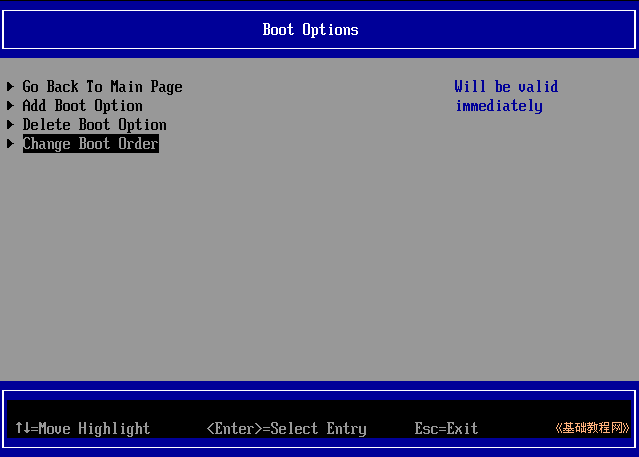 Boot Options
Go Back To Main Page
Add Boot Option
Delete Boot Option
Change Boot Order
Will be valid
immediately
↑↓=Move Highlight <Enter>=Select Entry Esc=Exit
《基础教程网》